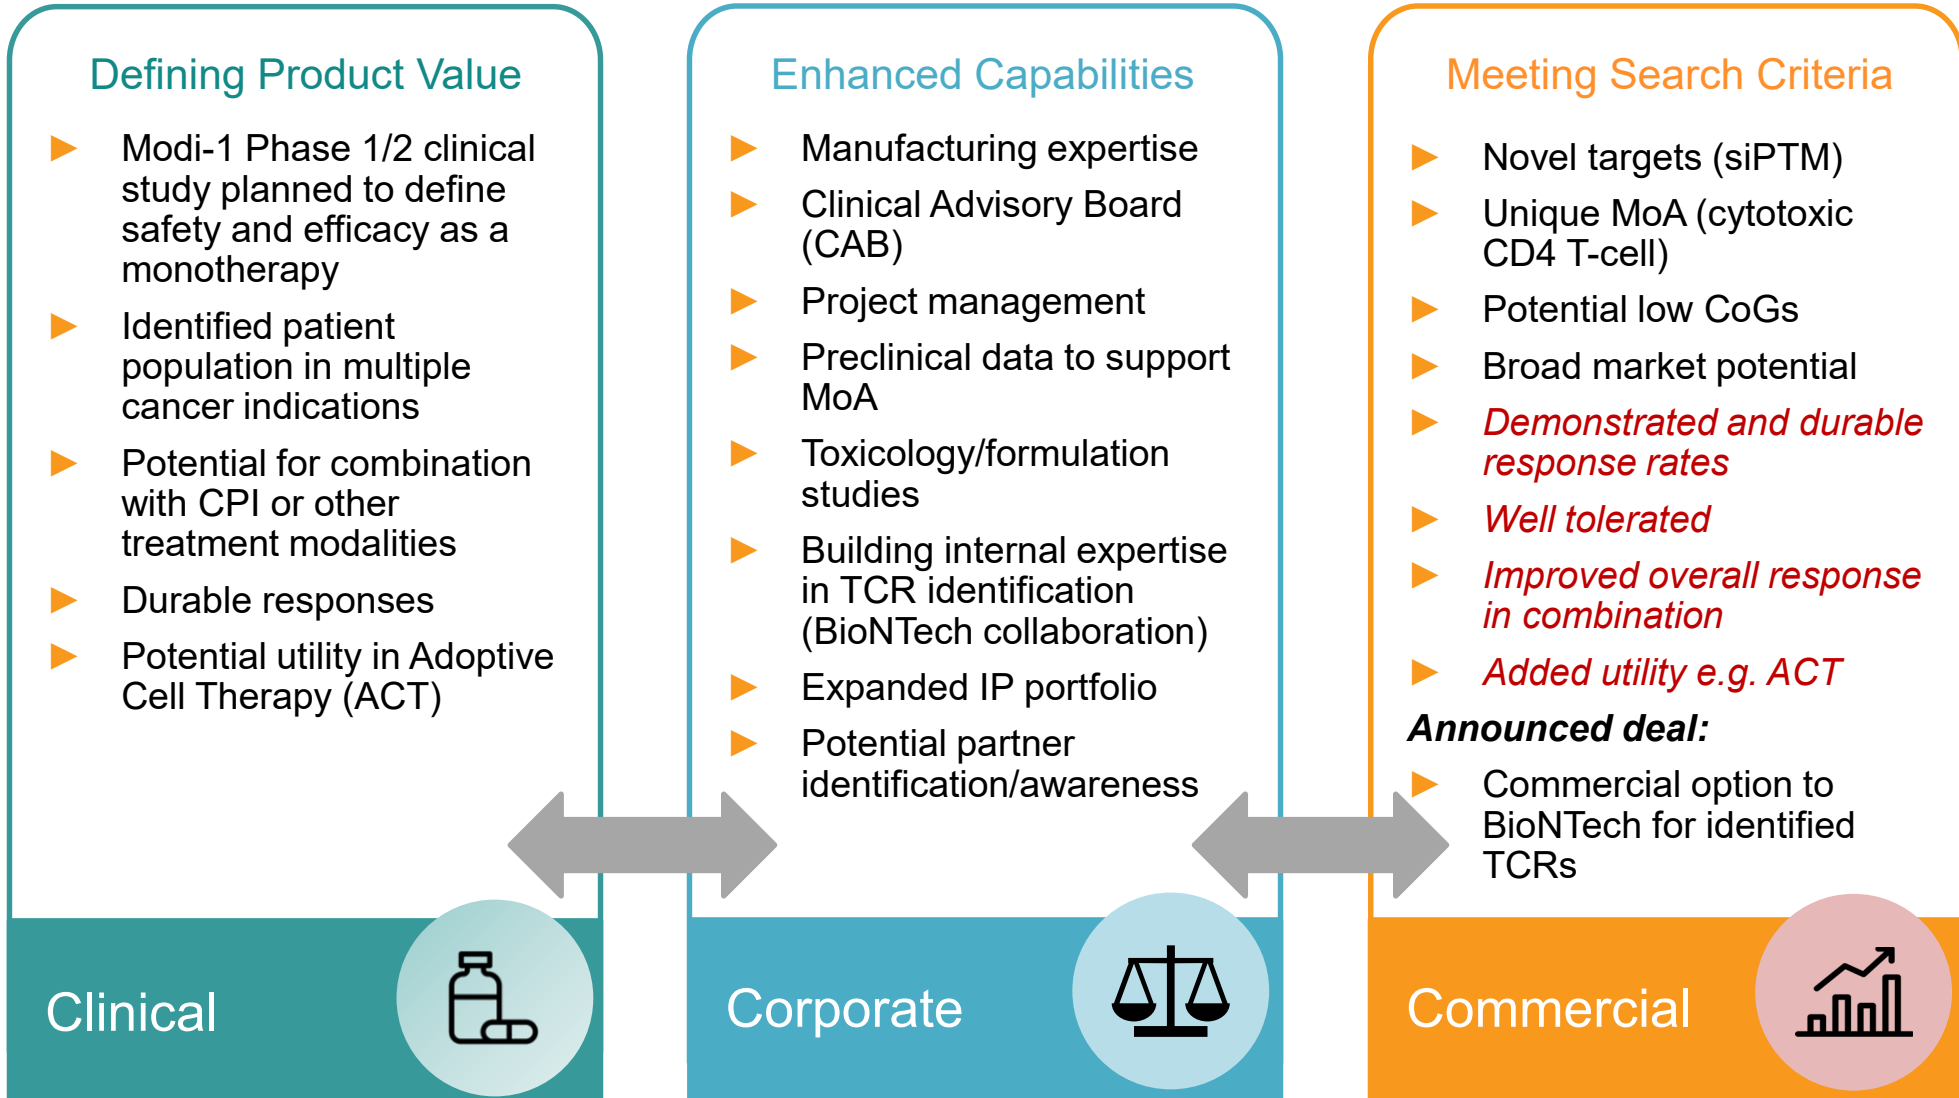 Defining Product Value
Modi-1 Phase 1/2 clinical
study planned to define
safety and efficacy as a
monotherapy
Identified patient
population in multiple
cancer indications
Potential for combination
with CPI or other
treatment modalities
Durable responses
Potential utility in Adoptive
Cell Therapy (ACT)
Clinical
Enhanced Capabilities
Manufacturing expertise
Clinical Advisory Board
(CAB)
Project management
Preclinical data to support
MoA
Toxicology/formulation
studies
Building internal expertise
in TCR identification
(BioNTech collaboration)
Expanded IP portfolio
Potential partner
identification/awareness
Corporate
Meeting Search Criteria
Novel targets (siPTM)
Unique MoA (cytotoxic
CD4 T-cell)
Potential low CoGs
Broad market potential
Demonstrated and durable
response rates
Well tolerated
Improved overall response
in combination
Added utility e.g. ACT
Announced deal:
Commercial option to
BioNTech for identified
TCRs
Commercial